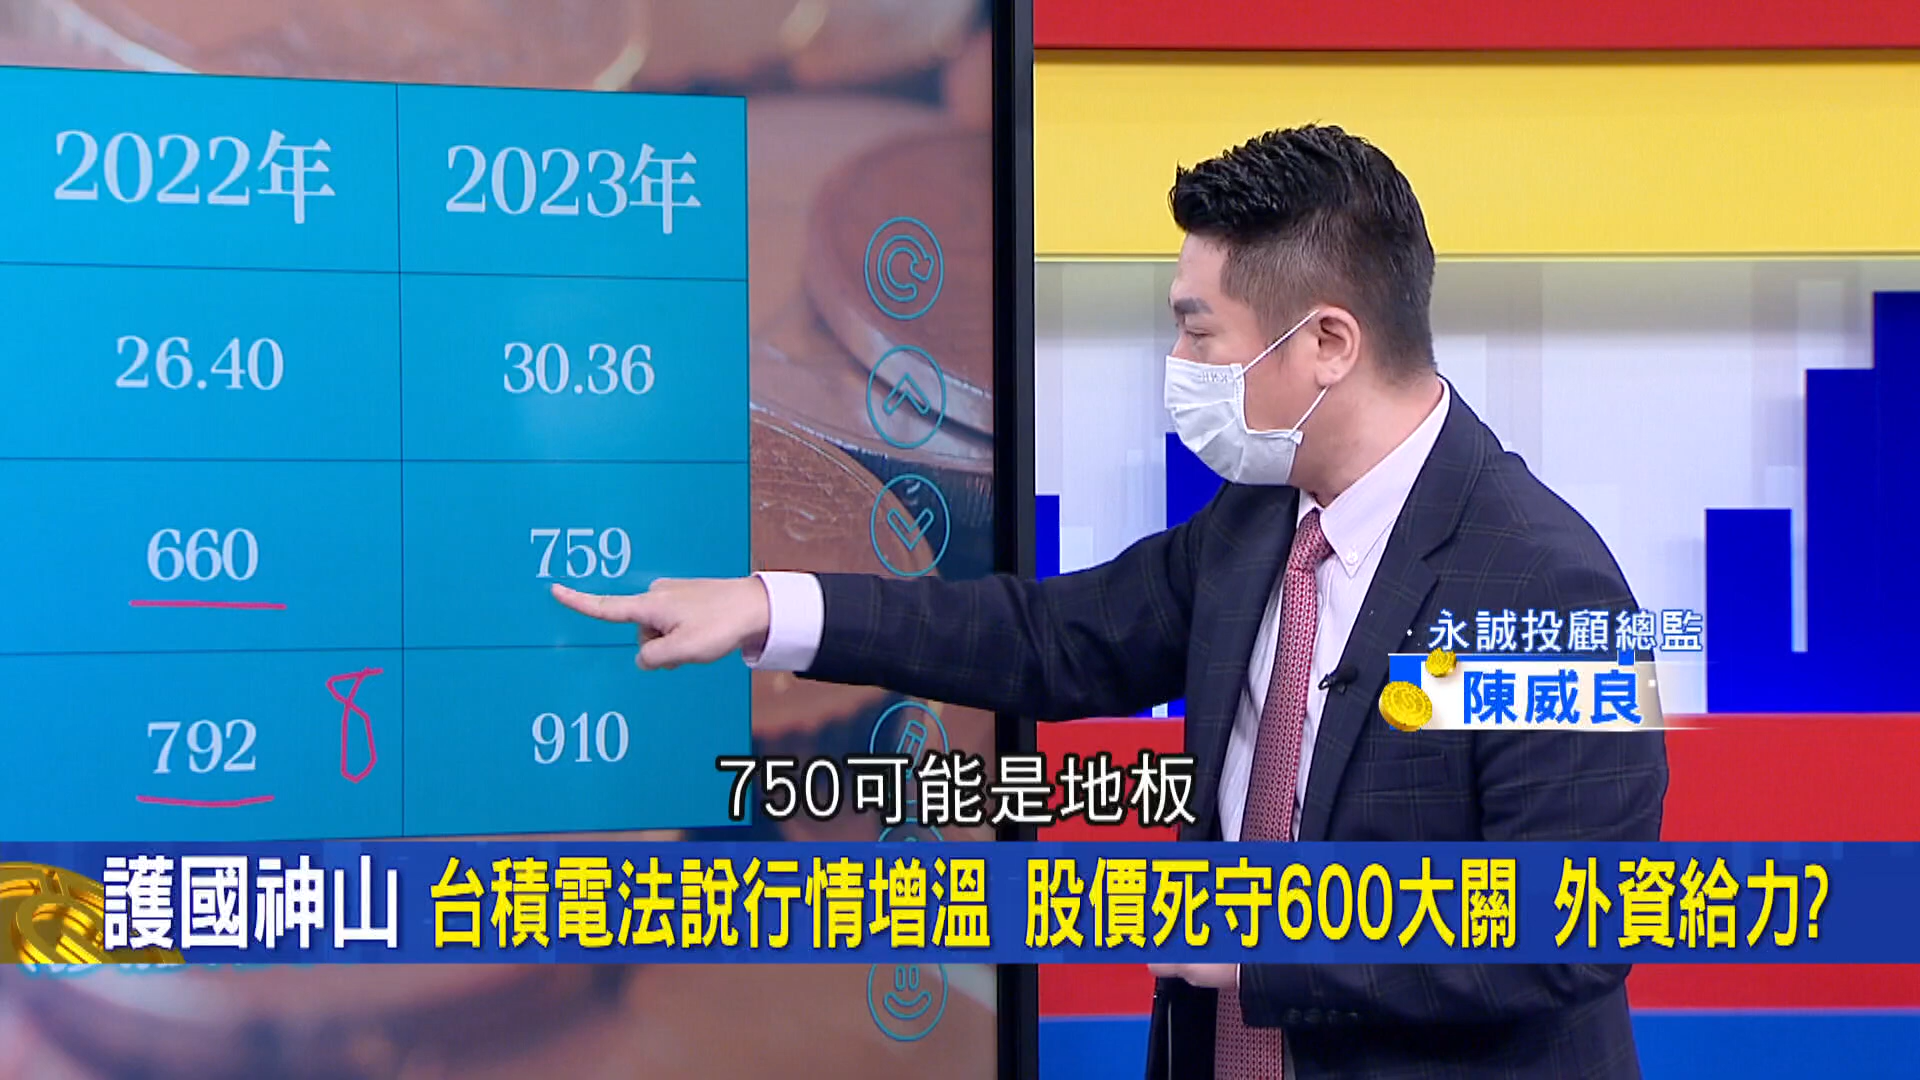 2022年 2023年
26.40 30.36
660 759
792 8 910
永誠投顧總監
陳威良
750可能是地板
護國神山 台積電法說行情增溫 股價死守600大關 外資給力?